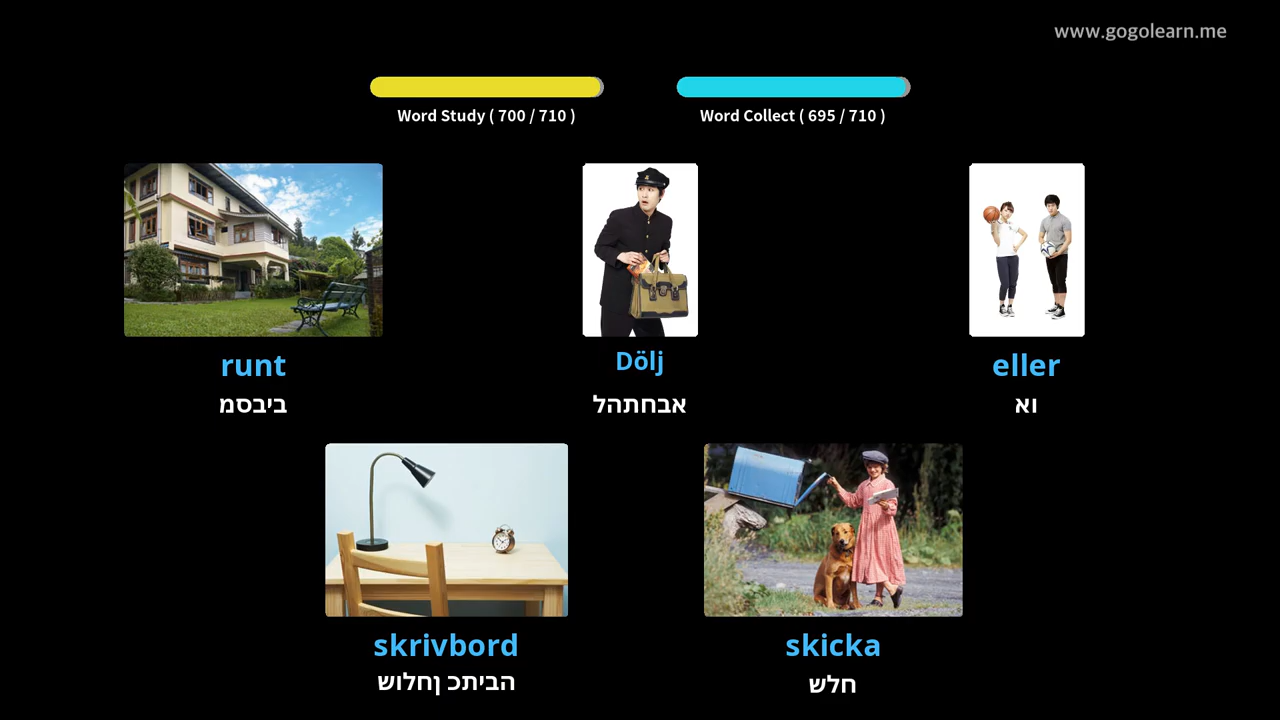 www.gogolearn.me
Word Study ( 700 / 710 )
Word Collect ( 695 / 710 )
runt
ביבסמ
Dölj
אבחתהל
eller
וא
skrivbord
הביתכ ןחלוש
skicka
חלש